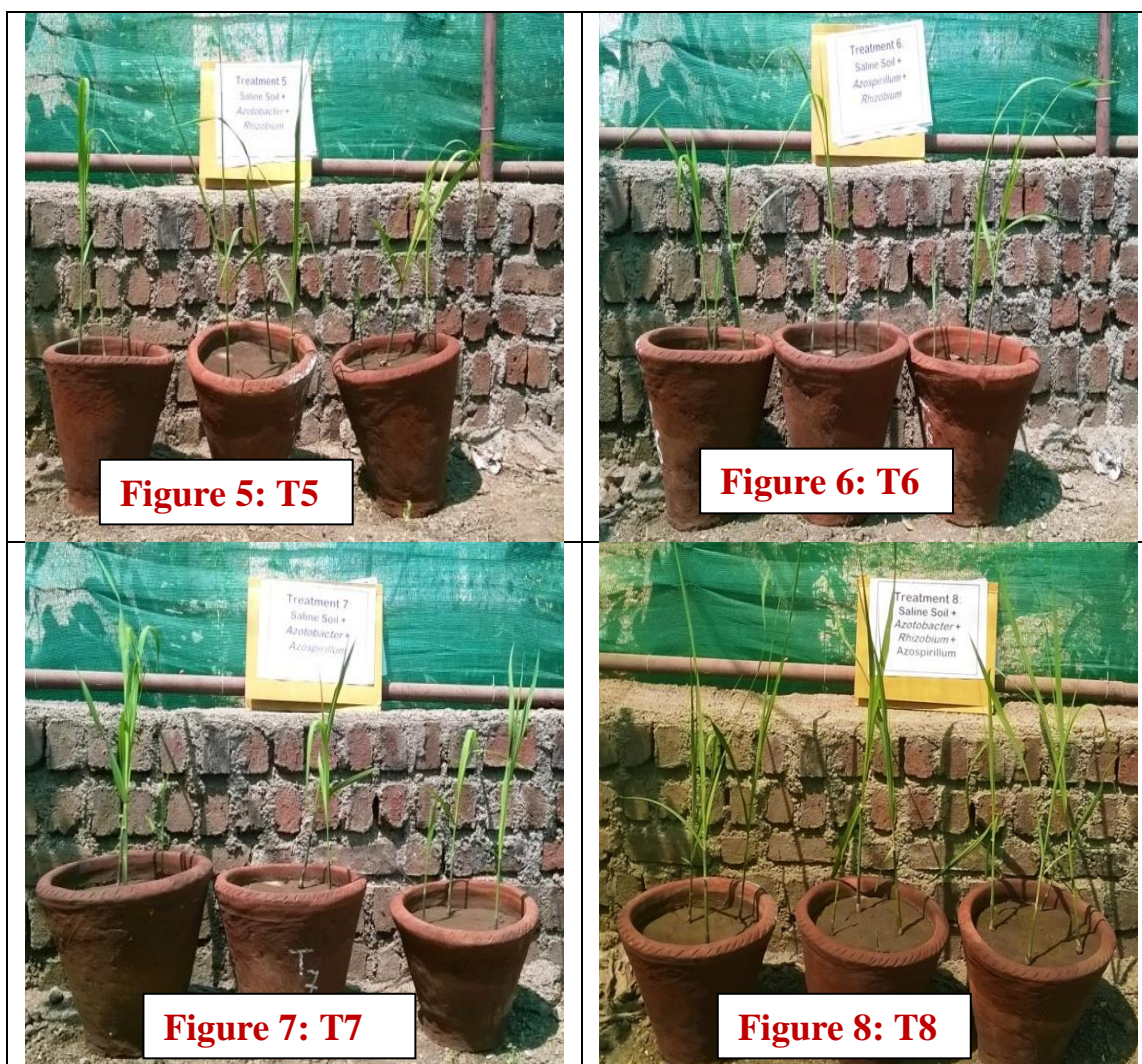 Treatment 5
Saline Soil +
Azotobacter +
Rhizobium
Figure 5: T5
Treatment 6:
Saline Soil +
Azospirillum +
Rhizobium
Figure 6: T6
Treatment 7:
Saline Soil +
Azotobacter +
Azospirillum
T
7
Figure 7: T7
Treatment 8:
Saline Soil +
Azotobacter +
Rhizobium +
Azospirillum
Figure 8: T8